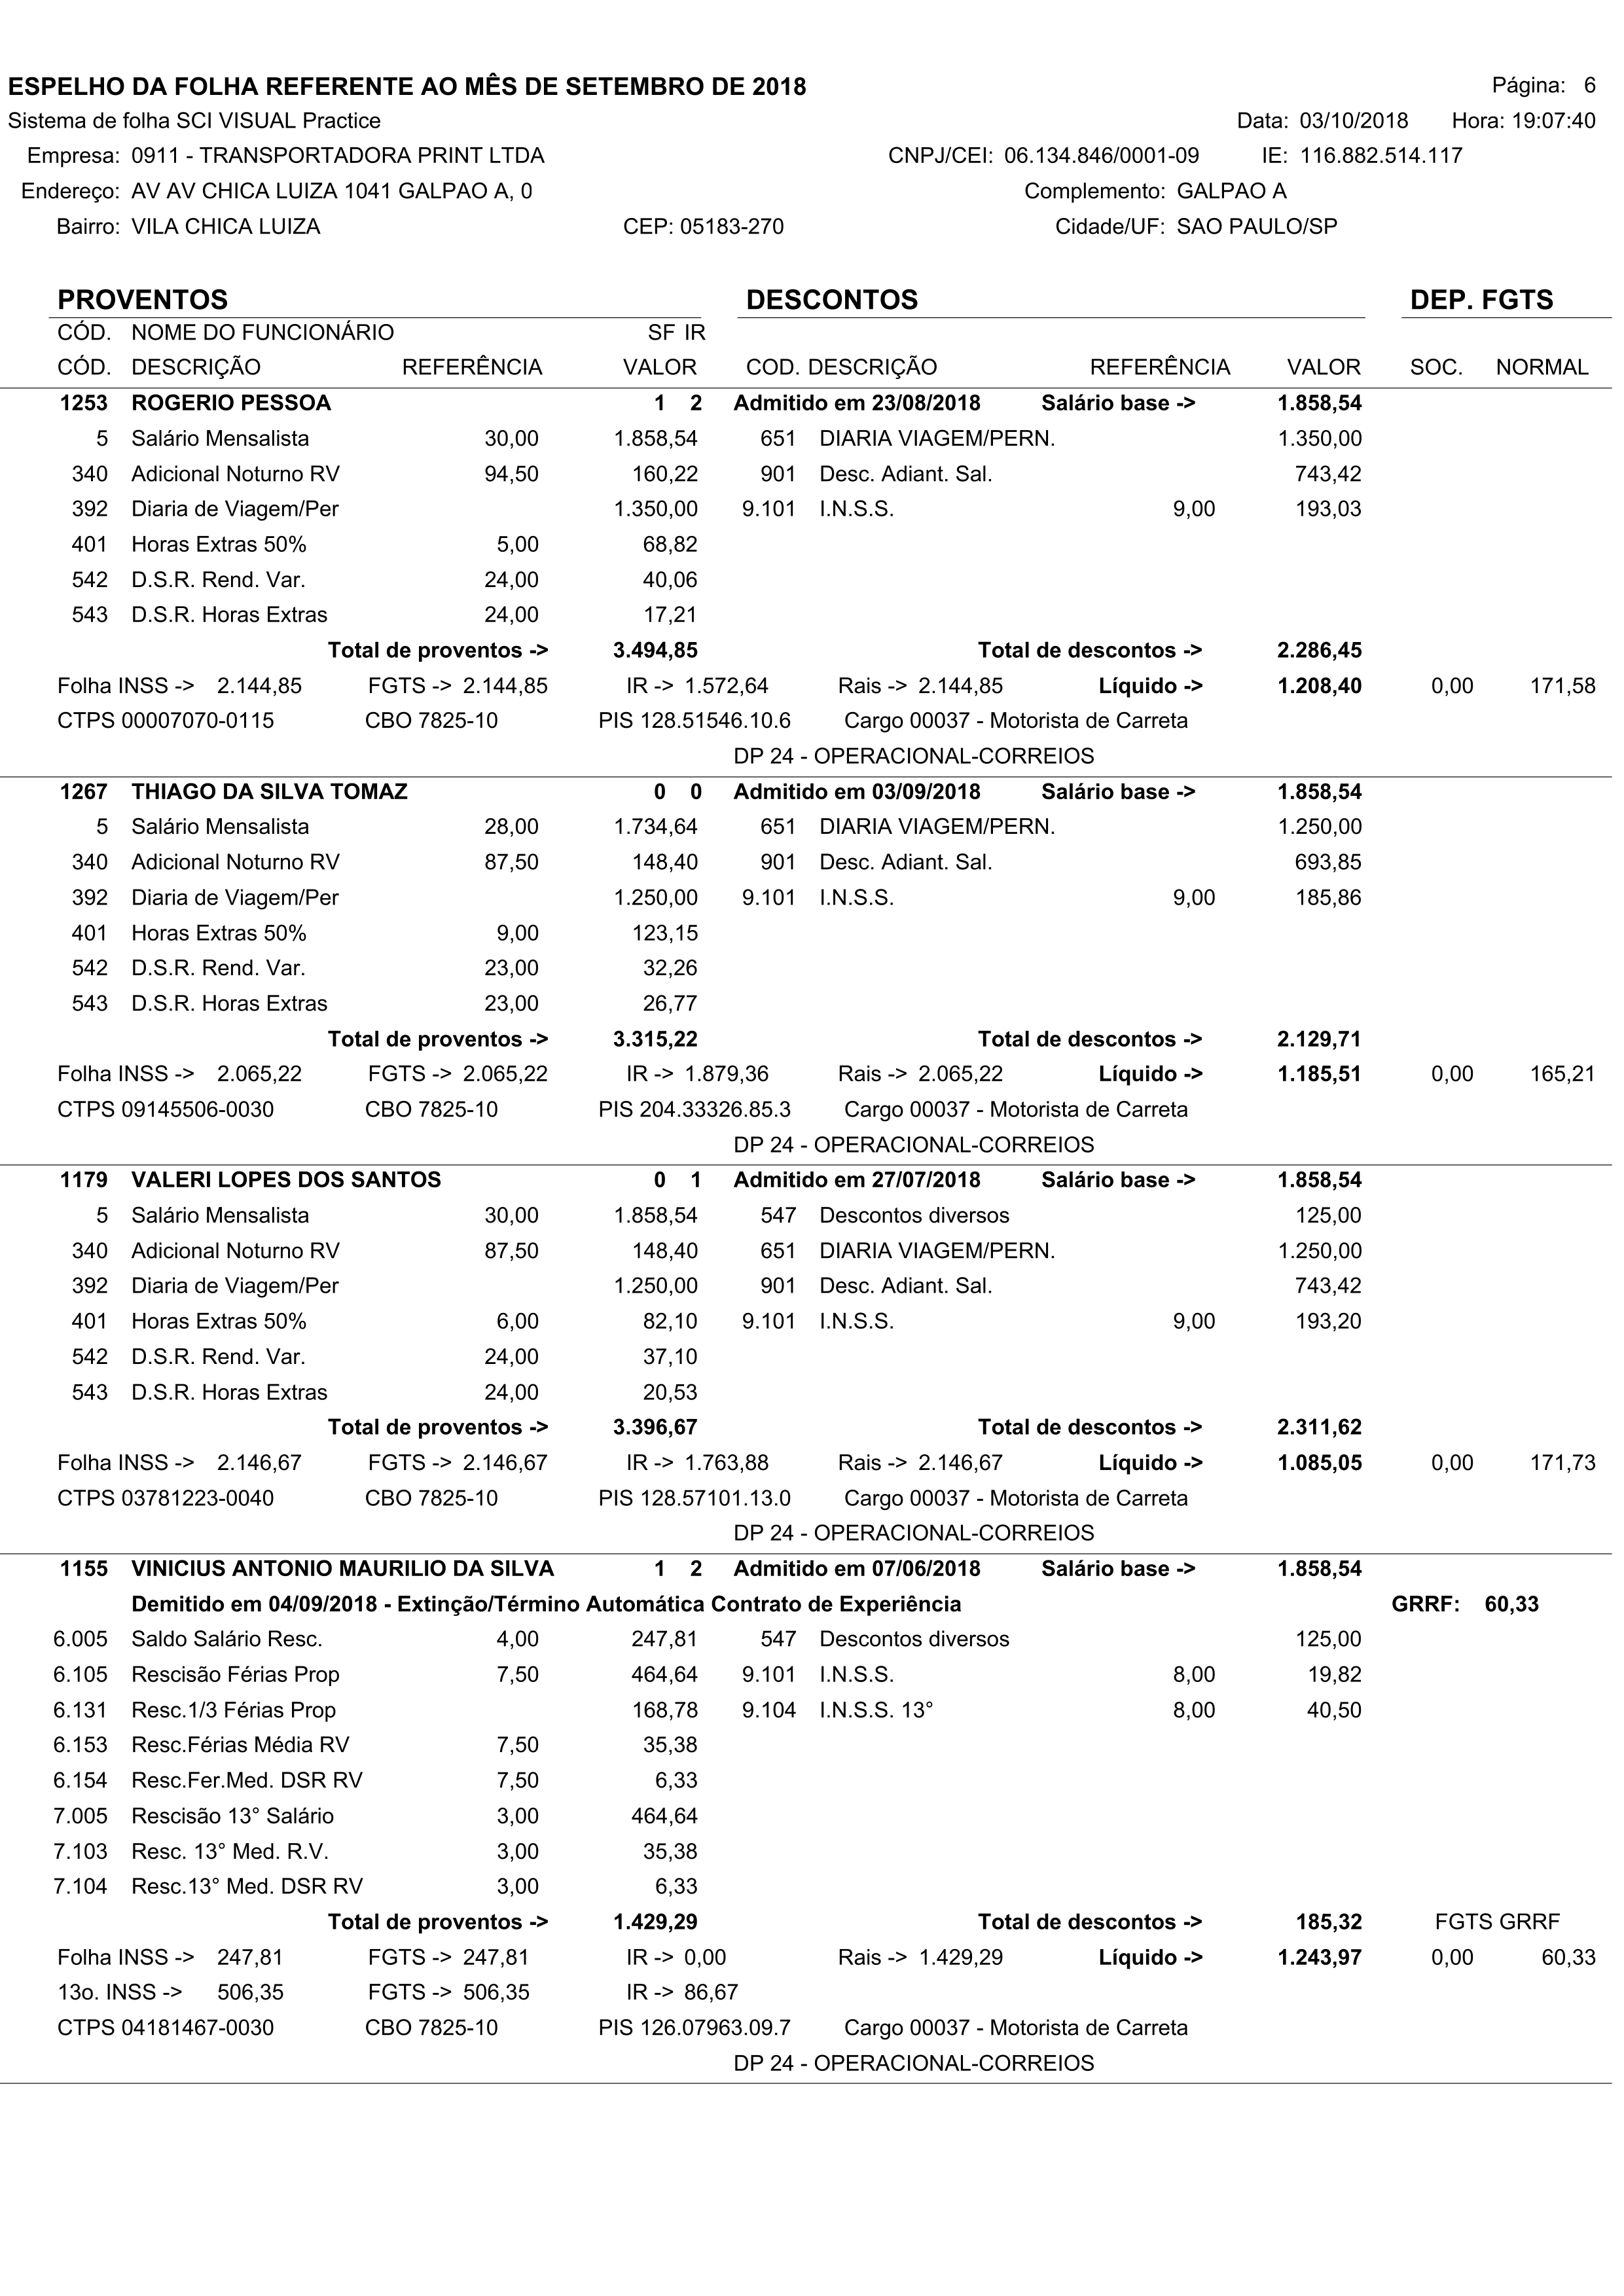 ESPELHO DA FOLHA REFERENTE AO MÊS DE SETEMBRO DE 2018 Página: 6
Sistema de folha SCI VISUAL Practice Data: 03/10/2018 Hora: 19:07:40
Empresa: 0911 - TRANSPORTADORA PRINT LTDA CNPJ/CEI: 06.134.846/0001-09 IE: 116.882.514.117
Endereço: AV AV CHICA LUIZA 1041 GALPAO A, 0 Complemento: GALPAO A
Bairro: VILA CHICA LUIZA CEP: 05183-270 Cidade/UF: SAO PAULO/SP
PROVENTOS DESCONTOS DEP. FGTS
CÓD. NOME DO FUNCIONÁRIO SF IR
CÓD. DESCRIÇÃO REFERÊNCIA VALOR COD. DESCRIÇÃO REFERÊNCIA VALOR SOC. NORMAL
1253 ROGERIO PESSOA 1 2 Admitido em 23/08/2018 Salário base -> 1.858,54
5 Salário Mensalista 30,00 1.858,54 651 DIARIA VIAGEM/PERN. 1.350,00
340 Adicional Noturno RV 94,50 160,22 901 Desc. Adiant. Sal. 743,42
392 Diaria de Viagem/Per 1.350,00 9.101 I.N.S.S. 9,00 193,03
401 Horas Extras 50% 5,00 68,82
542 D.S.R. Rend. Var. 24,00 40,06
543 D.S.R. Horas Extras 24,00 17,21
Total de proventos -> 3.494,85 Total de descontos -> 2.286,45
Folha INSS -> 2.144,85 FGTS -> 2.144,85 IR -> 1.572,64 Rais -> 2.144,85 Líquido -> 1.208,40 0,00 171,58
CTPS 00007070-0115 CBO 7825-10 PIS 128.51546.10.6 Cargo 00037 - Motorista de Carreta
DP 24 - OPERACIONAL-CORREIOS
1267 THIAGO DA SILVA TOMAZ 0 0 Admitido em 03/09/2018 Salário base -> 1.858,54
5 Salário Mensalista 28,00 1.734,64 651 DIARIA VIAGEM/PERN. 1.250,00
340 Adicional Noturno RV 87,50 148,40 901 Desc. Adiant. Sal. 693,85
392 Diaria de Viagem/Per 1.250,00 9.101 I.N.S.S. 9,00 185,86
401 Horas Extras 50% 9,00 123,15
542 D.S.R. Rend. Var. 23,00 32,26
543 D.S.R. Horas Extras 23,00 26,77
Total de proventos -> 3.315,22 Total de descontos -> 2.129,71
Folha INSS -> 2.065,22 FGTS -> 2.065,22 IR -> 1.879,36 Rais -> 2.065,22 Líquido -> 1.185,51 0,00 165,21
CTPS 09145506-0030 CBO 7825-10 PIS 204.33326.85.3 Cargo 00037 - Motorista de Carreta
DP 24 - OPERACIONAL-CORREIOS
1179 VALERI LOPES DOS SANTOS 0 1 Admitido em 27/07/2018 Salário base -> 1.858,54
5 Salário Mensalista 30,00 1.858,54 547 Descontos diversos 125,00
340 Adicional Noturno RV 87,50 148,40 651 DIARIA VIAGEM/PERN. 1.250,00
392 Diaria de Viagem/Per 1.250,00 901 Desc. Adiant. Sal. 743,42
401 Horas Extras 50% 6,00 82,10 9.101 I.N.S.S. 9,00 193,20
542 D.S.R. Rend. Var. 24,00 37,10
543 D.S.R. Horas Extras 24,00 20,53
Total de proventos -> 3.396,67 Total de descontos -> 2.311,62
Folha INSS -> 2.146,67 FGTS -> 2.146,67 IR -> 1.763,88 Rais -> 2.146,67 Líquido -> 1.085,05 0,00 171,73
CTPS 03781223-0040 CBO 7825-10 PIS 128.57101.13.0 Cargo 00037 - Motorista de Carreta
DP 24 - OPERACIONAL-CORREIOS
1155 VINICIUS ANTONIO MAURILIO DA SILVA 1 2 Admitido em 07/06/2018 Salário base -> 1.858,54
Demitido em 04/09/2018 - Extinção/Término Automática Contrato de Experiência GRRF: 60,33
6.005 Saldo Salário Resc. 4,00 247,81 547 Descontos diversos 125,00
6.105 Rescisão Férias Prop 7,50 464,64 9.101 I.N.S.S. 8,00 19,82
6.131 Resc.1/3 Férias Prop 168,78 9.104 I.N.S.S. 13° 8,00 40,50
6.153 Resc.Férias Média RV 7,50 35,38
6.154 Resc.Fer.Med. DSR RV 7,50 6,33
7.005 Rescisão 13° Salário 3,00 464,64
7.103 Resc. 13° Med. R.V. 3,00 35,38
7.104 Resc.13° Med. DSR RV 3,00 6,33
Total de proventos -> 1.429,29 Total de descontos -> 185,32 FGTS GRRF
Folha INSS -> 247,81 FGTS -> 247,81 IR -> 0,00 Rais -> 1.429,29 Líquido -> 1.243,97 0,00 60,33
13o. INSS -> 506,35 FGTS -> 506,35 IR -> 86,67
CTPS 04181467-0030 CBO 7825-10 PIS 126.07963.09.7 Cargo 00037 - Motorista de Carreta
DP 24 - OPERACIONAL-CORREIOS